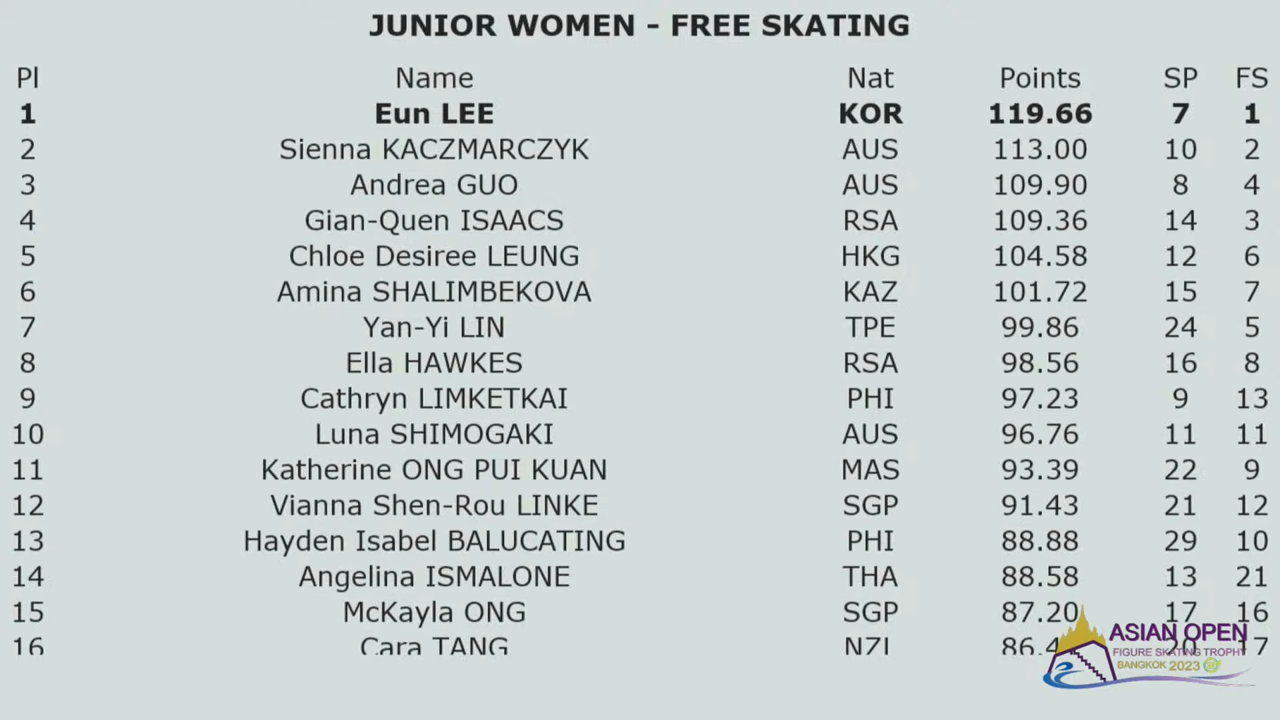 JUNIOR WOMEN - FREE SKATING
Pl Name Nat Points SP FS
1 Eun LEE KOR 119.66 7 1
2 Sienna KACZMARCZYK AUS 113.00 10 2
3 Andrea GUO AUS 109.90 8 4
4 Gian-Quen ISAACS RSA 109.36 14 3
5 Chloe Desiree LEUNG HKG 104.58 12 6
6 Amina SHALIMBEKOVA KAZ 101.72 15 7
7 Yan-Yi LIN TPE 99.86 24 5
8 Ella HAWKES RSA 98.56 16 8
9 Cathryn LIMKETKAI PHI 97.23 9 13
10 Luna SHIMOGAKI AUS 96.76 11 11
11 Katherine ONG PUI KUAN MAS 93.39 22 9
12 Vianna Shen-Rou LINKE SGP 91.43 21 12
13 Hayden Isabel BALUCATING PHI 88.88 29 10
14 Angelina ISMALONE THA 88.58 13 21
15 McKayla ONG SGP 87.20 17 16
16 Cara TANG NZL 20 17
ASIAN OPEN
FIGURE SKATING TROPHY
BANGKOK 2023